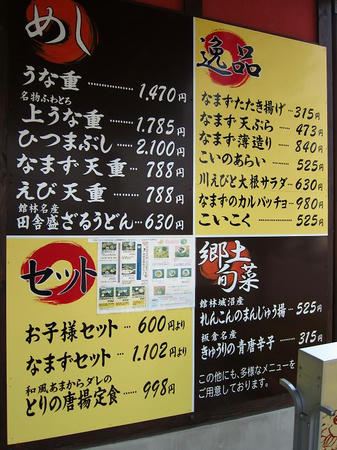 めし
うな重 1,470円
名物ふわとろ
上うな重 1,785円
ひつまぶし 2,100円
なまず天重 788円
えび天重 788円
館林名産
田舎盛ざるうどん 630円
逸品
なまずたたき揚げ 315円
なまず天ぷら 473円
なまず薄造り 840円
こいのあらい 525円
川えびと大根サラダ 630円
なまずのカルパッチョ 980円
こいこく 525円
セット
お子様セット 600円より
なまずセット 1.102円より
和風あまからダレの
とりの唐揚定食 998円
郷土
旬菜
館林城沼産
れんこんのまんじゅう揚 525円
板倉名産
きゅうりの青唐辛子 315円
この他にも、多様なメニューを
ご用意しております。